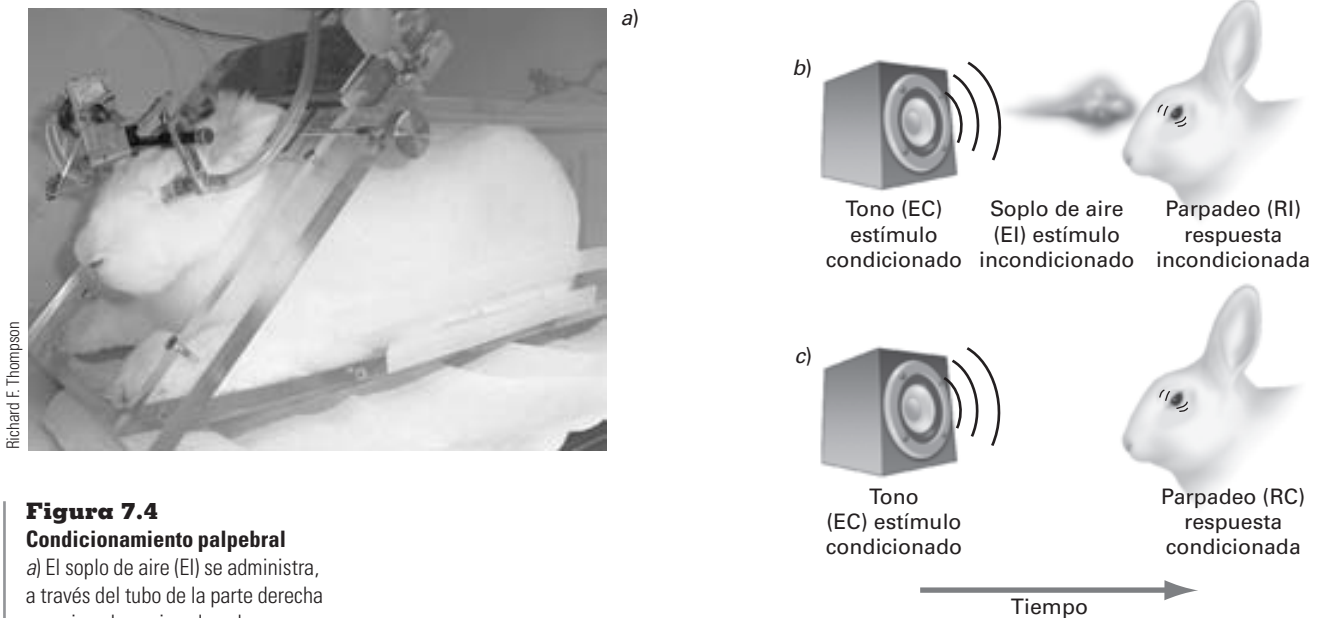 a)
Richard F. Thompson
b)
Tono (EC)
estímulo
condicionado
Soplo de aire
(EI) estímulo
incondicionado
Parpadeo (RI)
respuesta
incondicionada
c)
Tono
(EC) estímulo
condicionado
Parpadeo (RC)
respuesta
condicionada
Tiempo
Figura 7.4
Condicionamiento palpebral
a) El soplo de aire (EI) se administra,
a través del tubo de la parte derecha